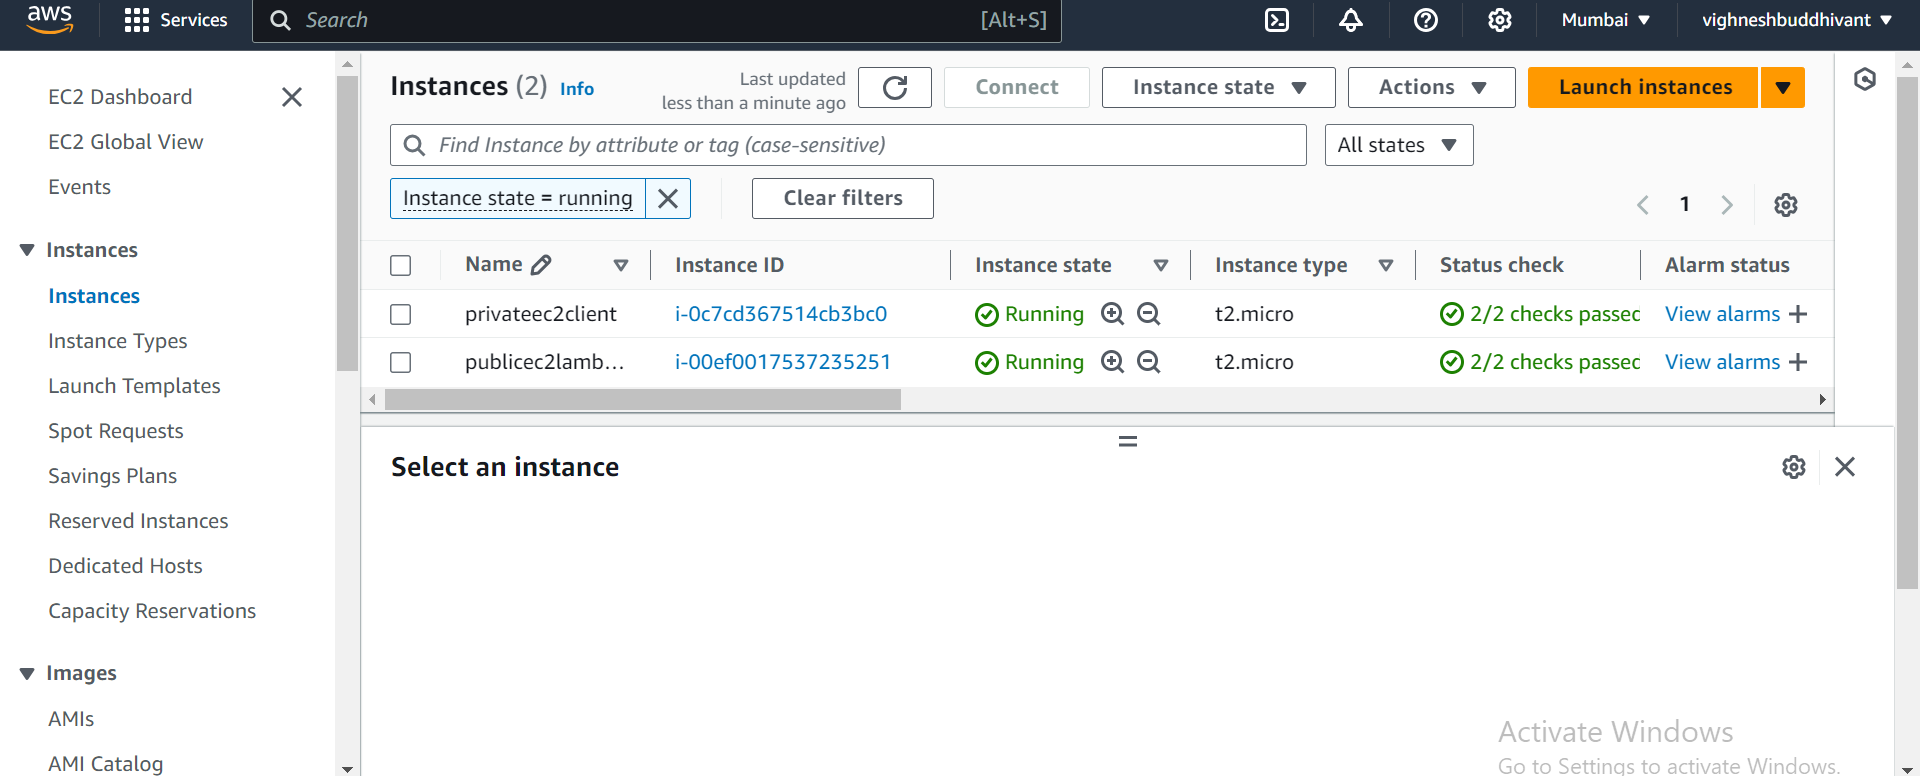 aws
Services
Search
[Alt+S]
Mumbai
vighneshbuddhivant
EC2 Dashboard
EC2 Global View
Events
Instances
Instances
Instance Types
Launch Templates
Spot Requests
Savings Plans
Reserved Instances
Dedicated Hosts
Capacity Reservations
Images
AMIs
AMI Catalog
Instances (2) Info
Last updated
less than a minute ago
Connect
Instance state
Actions
Launch instances
Find Instance by attribute or tag (case-sensitive)
All states
Instance state = running
Clear filters
1
Name Instance ID Instance state Instance type Status check Alarm status
privateec2client i-0c7cd367514cb3bc0 Running t2.micro 2/2 checks passed View alarms
publicec2lamb... i-00ef0017537235251 Running t2.micro 2/2 checks passed View alarms
Select an instance
Activate Windows
Go to Settings to activate Windows.